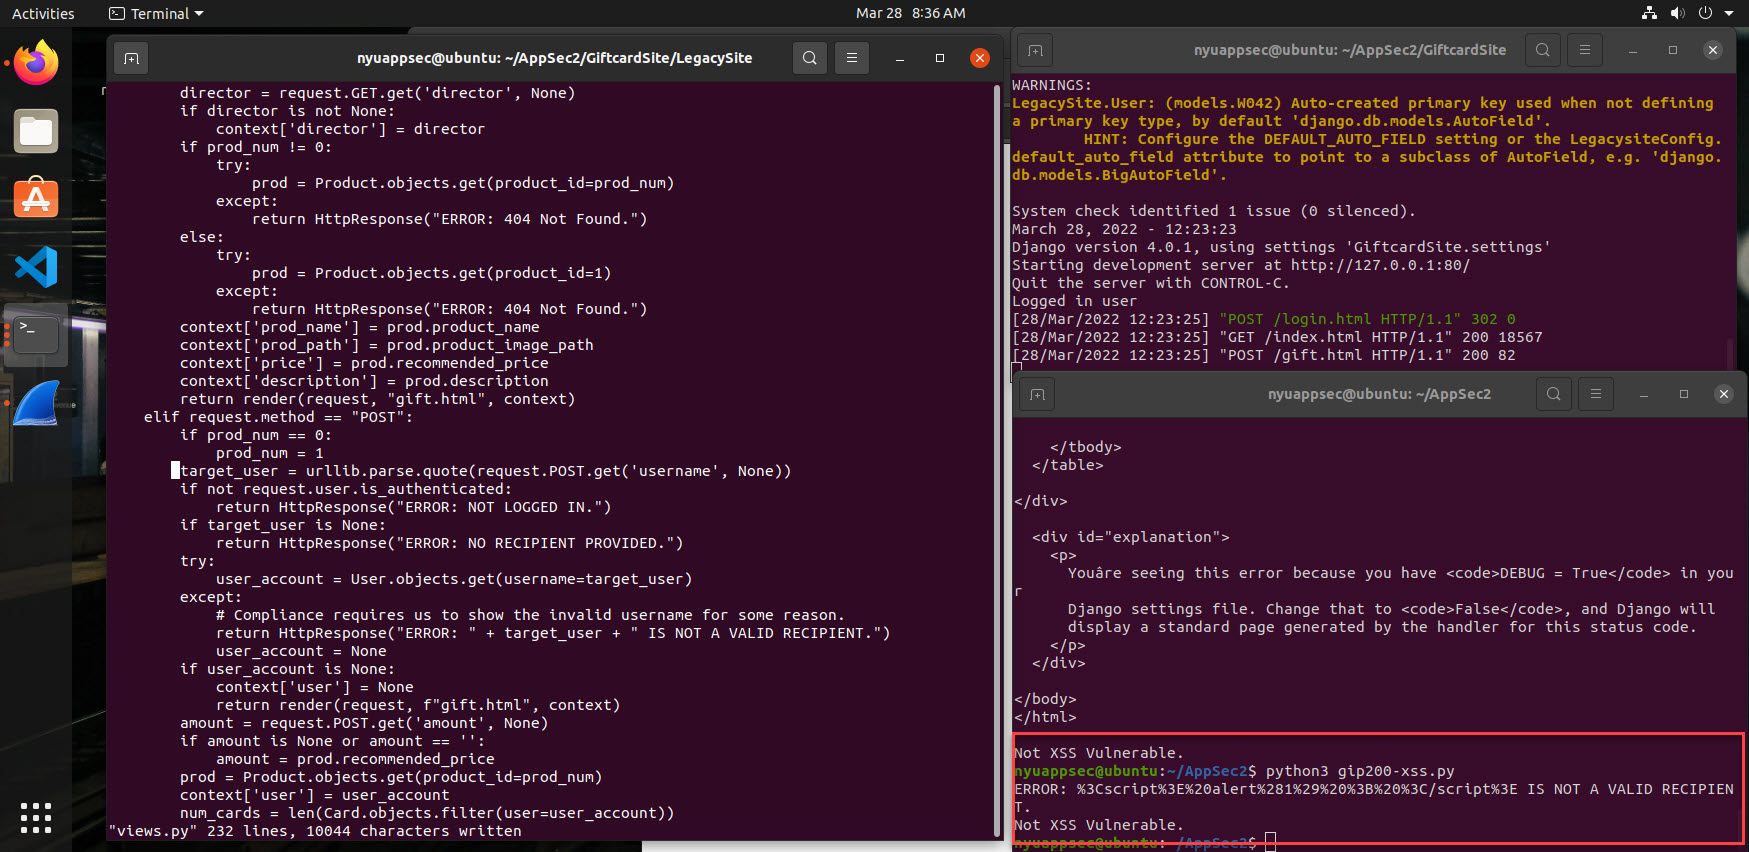 Activities
Terminal
Mar 28 8:36 AM
nyuappsec@ubuntu: ~/AppSec2/GiftcardSite/LegacySite
director = request.GET.get('director', None)
if director is not None:
context['director'] = director
if prod_num != 0:
try:
prod = Product.objects.get(product_id=prod_num)
except:
return HttpResponse("ERROR: 404 Not Found.")
else:
try:
prod = Product.objects.get(product_id=1)
except:
return HttpResponse("ERROR: 404 Not Found.")
context['prod_name'] = prod.product_name
context['prod_path'] = prod.product_image_path
context['price'] = prod.recommended_price
context['description'] = prod.description
return render(request, "gift.html", context)
elif request.method == "POST":
if prod_num == 0:
prod_num = 1
target_user = urllib.parse.quote(request.POST.get('username', None))
if not request.user.is_authenticated:
return HttpResponse("ERROR: NOT LOGGED IN.")
if target_user is None:
return HttpResponse("ERROR: NO RECIPIENT PROVIDED.")
try:
user_account = User.objects.get(username=target_user)
except:
# Compliance requires us to show the invalid username for some reason.
return HttpResponse("ERROR: " + target_user + " IS NOT A VALID RECIPIENT.")
user_account = None
if user_account is None:
context['user'] = None
return render(request, f"gift.html", context)
amount = request.POST.get('amount', None)
if amount is None or amount == '':
amount = prod.recommended_price
prod = Product.objects.get(product_id=prod_num)
context['user'] = user_account
num_cards = len(Card.objects.filter(user=user_account))
"views.py" 232 lines, 10044 characters written
nyuappsec@ubuntu: ~/AppSec2/GiftcardSite
WARNINGS:
LegacySite.User: (models.W042) Auto-created primary key used when not defining
a primary key type, by default 'django.db.models.AutoField'.
HINT: Configure the DEFAULT_AUTO_FIELD setting or the LegacysiteConfig.
default_auto_field attribute to point to a subclass of AutoField, e.g. 'django.
db.models.BigAutoField'.
System check identified 1 issue (0 silenced).
March 28, 2022 - 12:23:23
Django version 4.0.1, using settings 'GiftcardSite.settings'
Starting development server at http://127.0.0.1:80/
Quit the server with CONTROL-C.
Logged in user
[28/Mar/2022 12:23:25] "POST /login.html HTTP/1.1" 302 0
[28/Mar/2022 12:23:25] "GET /index.html HTTP/1.1" 200 18567
[28/Mar/2022 12:23:25] "POST /gift.html HTTP/1.1" 200 82
nyuappsec@ubuntu: ~/AppSec2
</tbody>
</table>
</div>
<div id="explanation">
<p>
Youâre seeing this error because you have <code>DEBUG = True</code> in you
r
Django settings file. Change that to <code>False</code>, and Django will
display a standard page generated by the handler for this status code.
</p>
</div>
</body>
</html>
Not XSS Vulnerable.
nyuappsec@ubuntu:~/AppSec2$ python3 gip200-xss.py
ERROR: %3Cscript%3E%20alert%281%29%20%3B%20%3C/script%3E IS NOT A VALID RECIPIEN
T.
Not XSS Vulnerable.
nyuappsec@ubuntu:~/AppSec2$